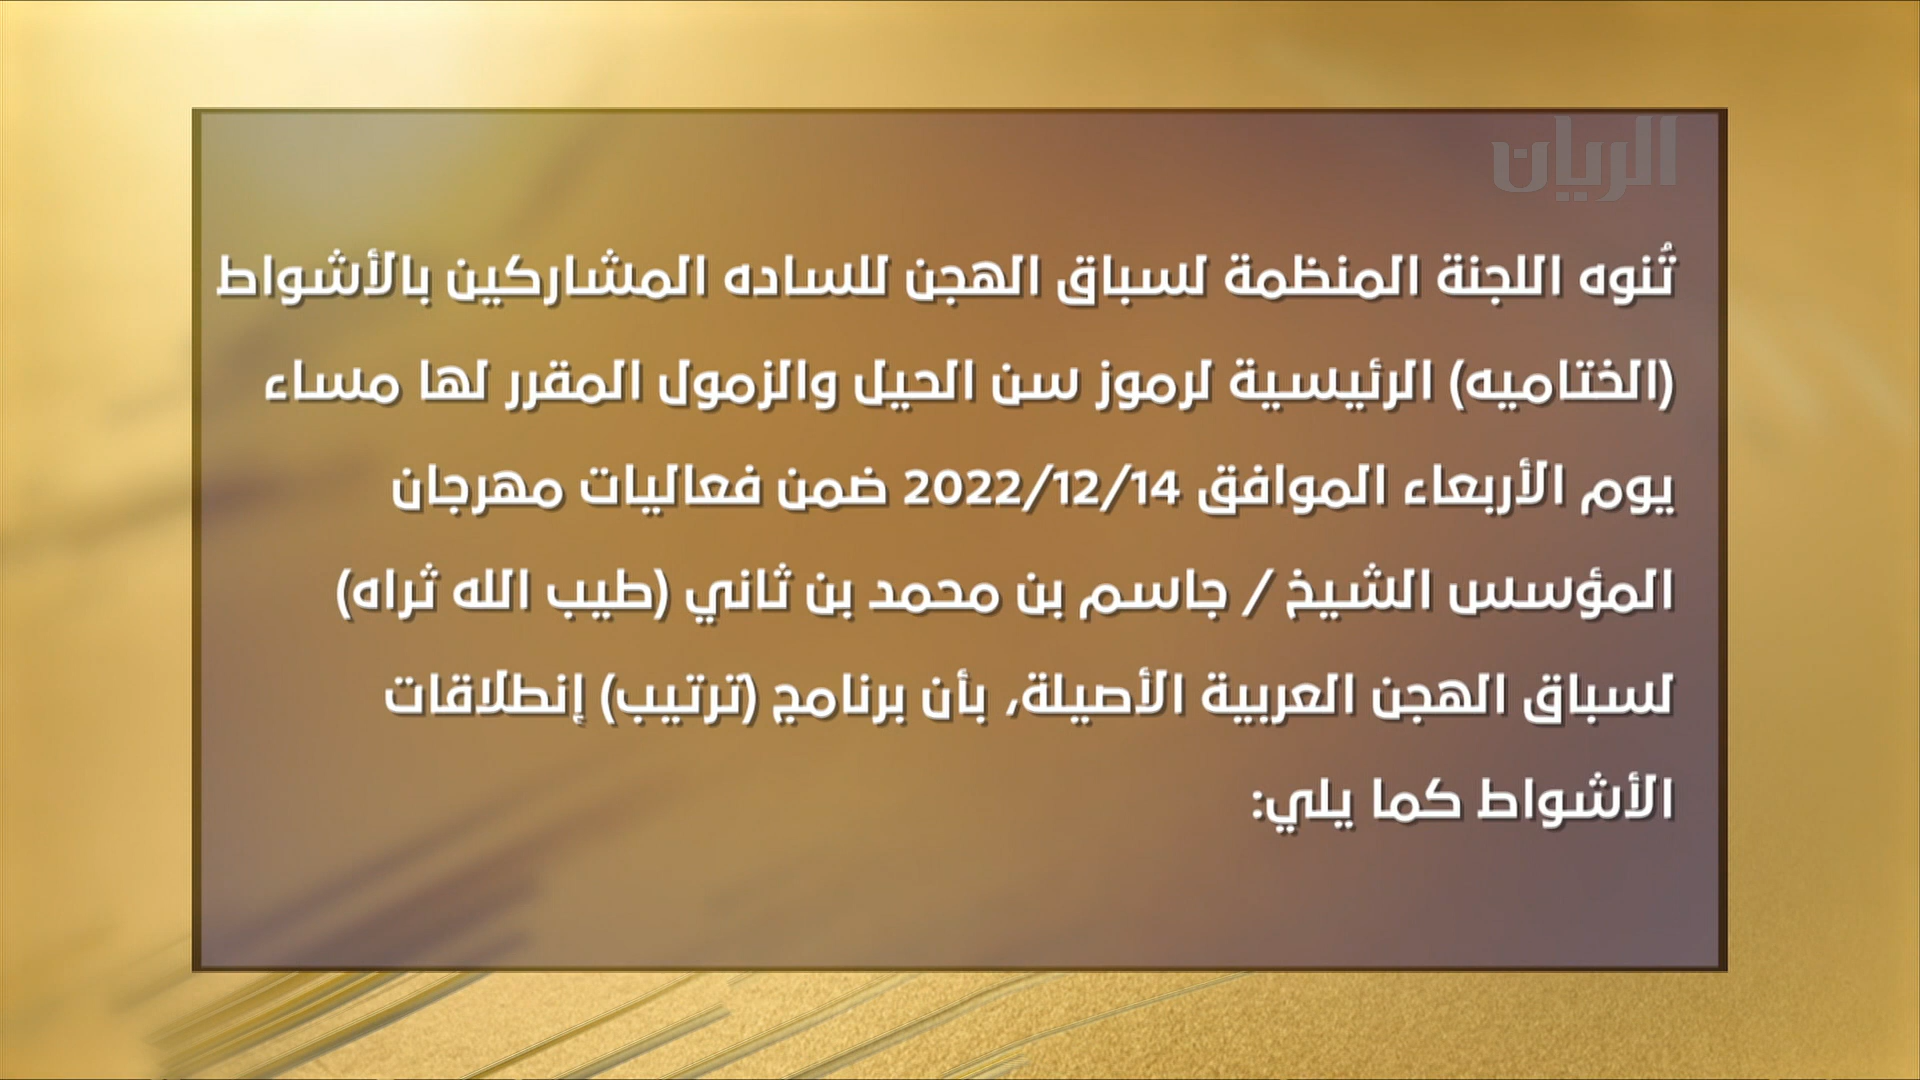 الريان
تُنوه اللجنة المنظمة لسباق الهجن للساده المشاركين بالأشواط
(الختاميه) الرئيسية لرموز سن الحيل والزمول المقرر لها مساء
يوم الأربعاء الموافق 2022/12/14 ضمن فعاليات مهرجان
المؤسس الشيخ / جاسم بن محمد بن ثاني (طيب الله ثراه)
لسباق الهجن العربية الأصيلة، بأن برنامج (ترتيب) إنطلاقات
الأشواط كما يلي: